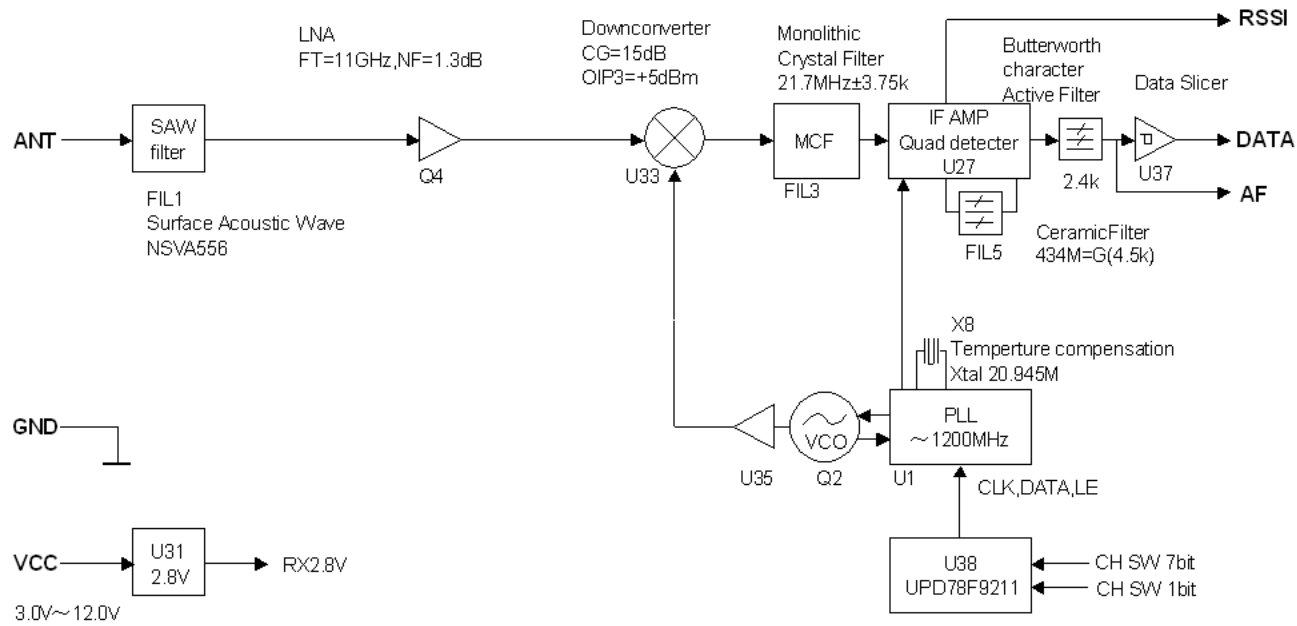 RSSI
LNA
FT=11GHz,NF=1.3dB
Downconverter
CG=15dB
OIP3=+5dBm
Monolithic
Crystal Filter
21.7MHz±3.75k
Butterworth
character
Active Filter
Data Slicer
ANT
SAW
filter
Q4
U33
MCF
FIL3
IF AMP
Quad detecter
U27
2.4k
U37
DATA
AF
FIL1
Surface Acoustic Wave
NSVA556
FIL5
CeramicFilter
434M=G(4.5k)
X8
Temperture compensation
Xtal 20.945M
GND
U35
VCO
Q2
PLL
～1200MHz
U1
CLK,DATA,LE
VCC
U31
2.8V
RX2.8V
3.0V～12.0V
U38
UPD78F9211
CH SW 7bit
CH SW 1bit